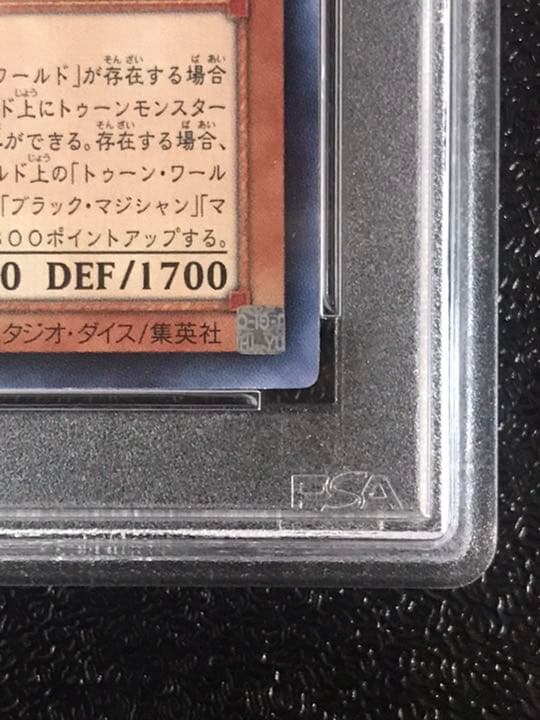 ワールド」が存在する場合
ド上にトゥーンモンスター
ができる。存在する場合、
ルド上の「トゥーン・ワール
「ブラック・マジシャン」「マ
300ポイントアップする。
0 DEF/1700
タジオ・ダイス/集英社
PSA